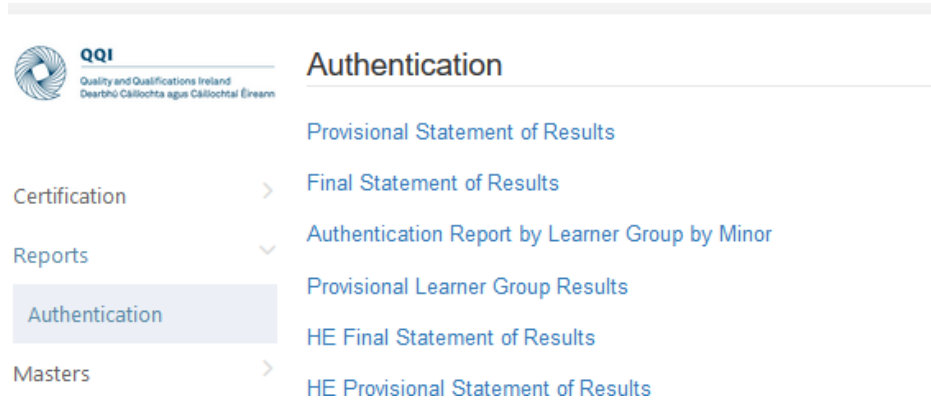 QQI
Quality and Qualifications Ireland
Dearbhú Cáilíochta agus Cáilíochtaí Éireann
Certification
Reports
Authentication
Masters
Authentication
Provisional Statement of Results
Final Statement of Results
Authentication Report by Learner Group by Minor
Provisional Learner Group Results
HE Final Statement of Results
HE Provisional Statement of Results